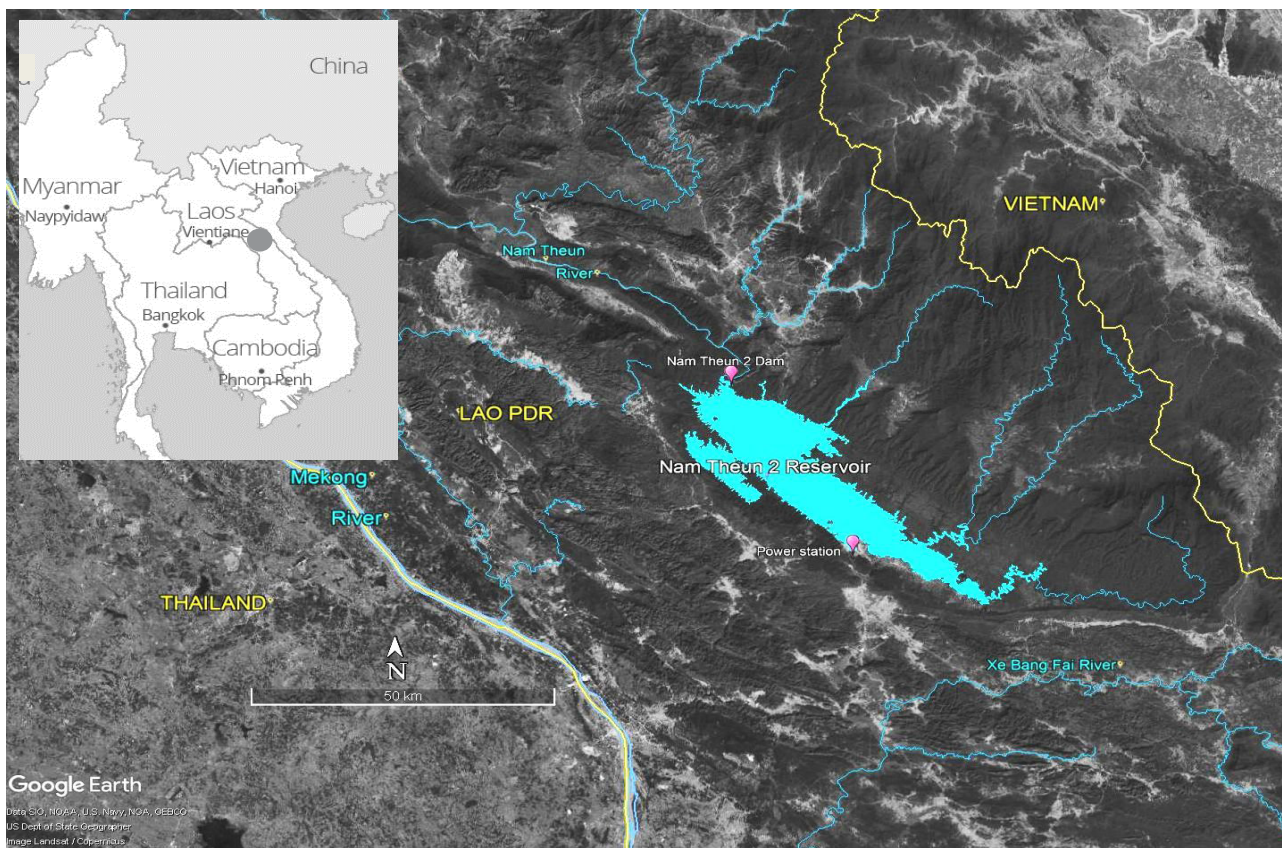 China
Vietnam
Hanoi
Myanmar
Naypyidaw
Laos
Vientiane
Thailand
Bangkok
Cambodia
Phnom Penh
VIETNAM
Nam Theun
River
Nam Theun 2 Dam
LAO PDR
Nam Theun 2 Reservoir
Mekong
River
Power station
THAILAND
N
50 km
Xe Bang Fai River
Google Earth
Data SIO, NOAA, U.S. Navy, NGA, GEBCO
US Dept of State Geographer
Image Landsat / Copernicus